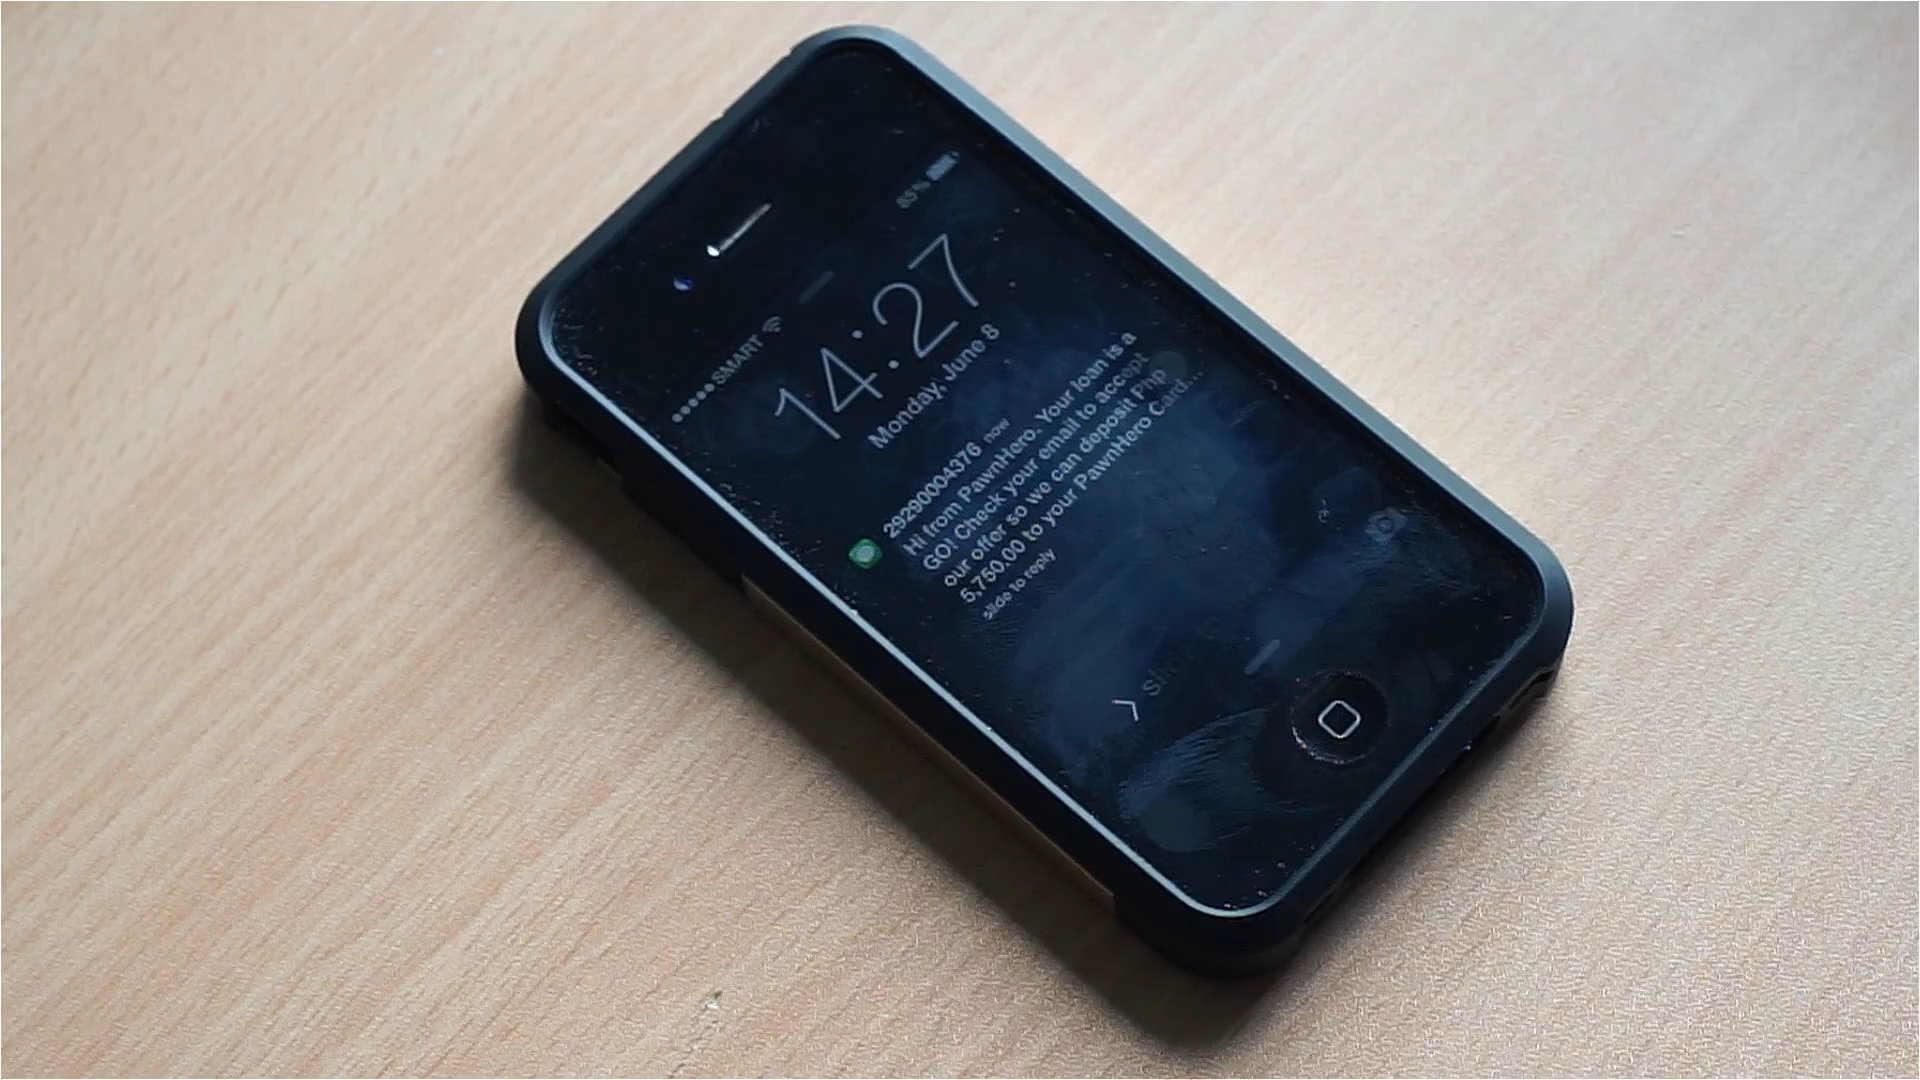 SMART
85%
14:27
Monday, June 8
29290004376 now
Hi from PawnHero. Your loan is a
GO! Check your email to accept
our offer so we can deposit Php
5,750.00 to your PawnHero Card...
slide to reply